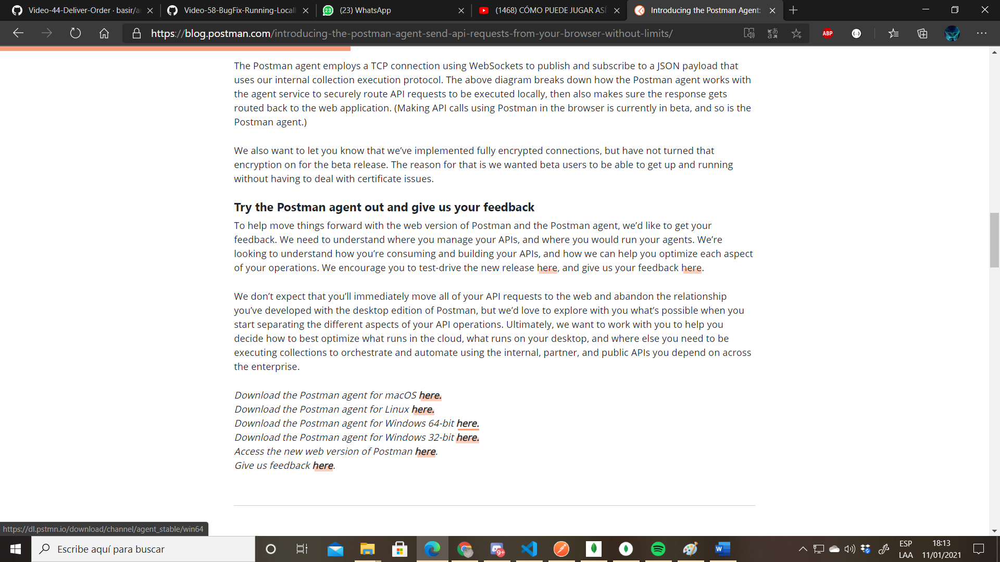 Video-44-Deliver-Order · basir/a
Video-58-BugFix-Running-Locall
23
(23) WhatsApp
(1468) CÓMO PUEDE JUGAR ASÍ
Introducing the Postman Agent:
https://blog.postman.com/introducing-the-postman-agent-send-api-requests-from-your-browser-without-limits/
ABP
The Postman agent employs a TCP connection using WebSockets to publish and subscribe to a JSON payload that
uses our internal collection execution protocol. The above diagram breaks down how the Postman agent works with
the agent service to securely route API requests to be executed locally, then also makes sure the response gets
routed back to the web application. (Making API calls using Postman in the browser is currently in beta, and so is the
Postman agent.)
We also want to let you know that we’ve implemented fully encrypted connections, but have not turned that
encryption on for the beta release. The reason for that is we wanted beta users to be able to get up and running
without having to deal with certificate issues.
Try the Postman agent out and give us your feedback
To help move things forward with the web version of Postman and the Postman agent, we’d like to get your
feedback. We need to understand where you manage your APIs, and where you would run your agents. We’re
looking to understand how you’re consuming and building your APIs, and how we can help you optimize each aspect
of your operations. We encourage you to test-drive the new release here, and give us your feedback here.
We don’t expect that you’ll immediately move all of your API requests to the web and abandon the relationship
you’ve developed with the desktop edition of Postman, but we’d love to explore with you what’s possible when you
start separating the different aspects of your API operations. Ultimately, we want to work with you to help you
decide how to best optimize what runs in the cloud, what runs on your desktop, and where else you need to be
executing collections to orchestrate and automate using the internal, partner, and public APIs you depend on across
the enterprise.
Download the Postman agent for macOS here.
Download the Postman agent for Linux here.
Download the Postman agent for Windows 64-bit here.
Download the Postman agent for Windows 32-bit here.
Access the new web version of Postman here.
Give us feedback here.
https://dl.pstmn.io/download/channel/agent_stable/win64
Escribe aquí para buscar
9+
ESP
LAA
18:13
11/01/2021